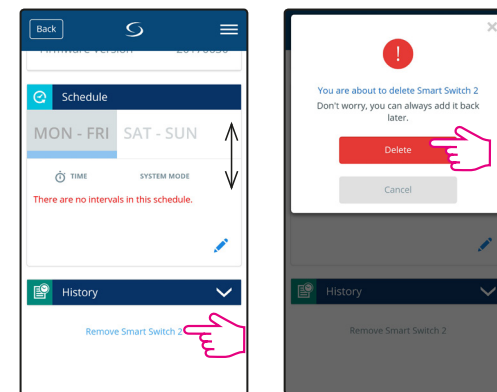 Back
Firmware Version 20170830
Schedule
MON - FRI SAT - SUN
TIME SYSTEM MODE
There are no intervals in this schedule.
History
Remove Smart Switch 2
You are about to delete Smart Switch 2
Don't worry, you can always add it back
later.
Delete
Cancel
History
Remove Smart Switch 2